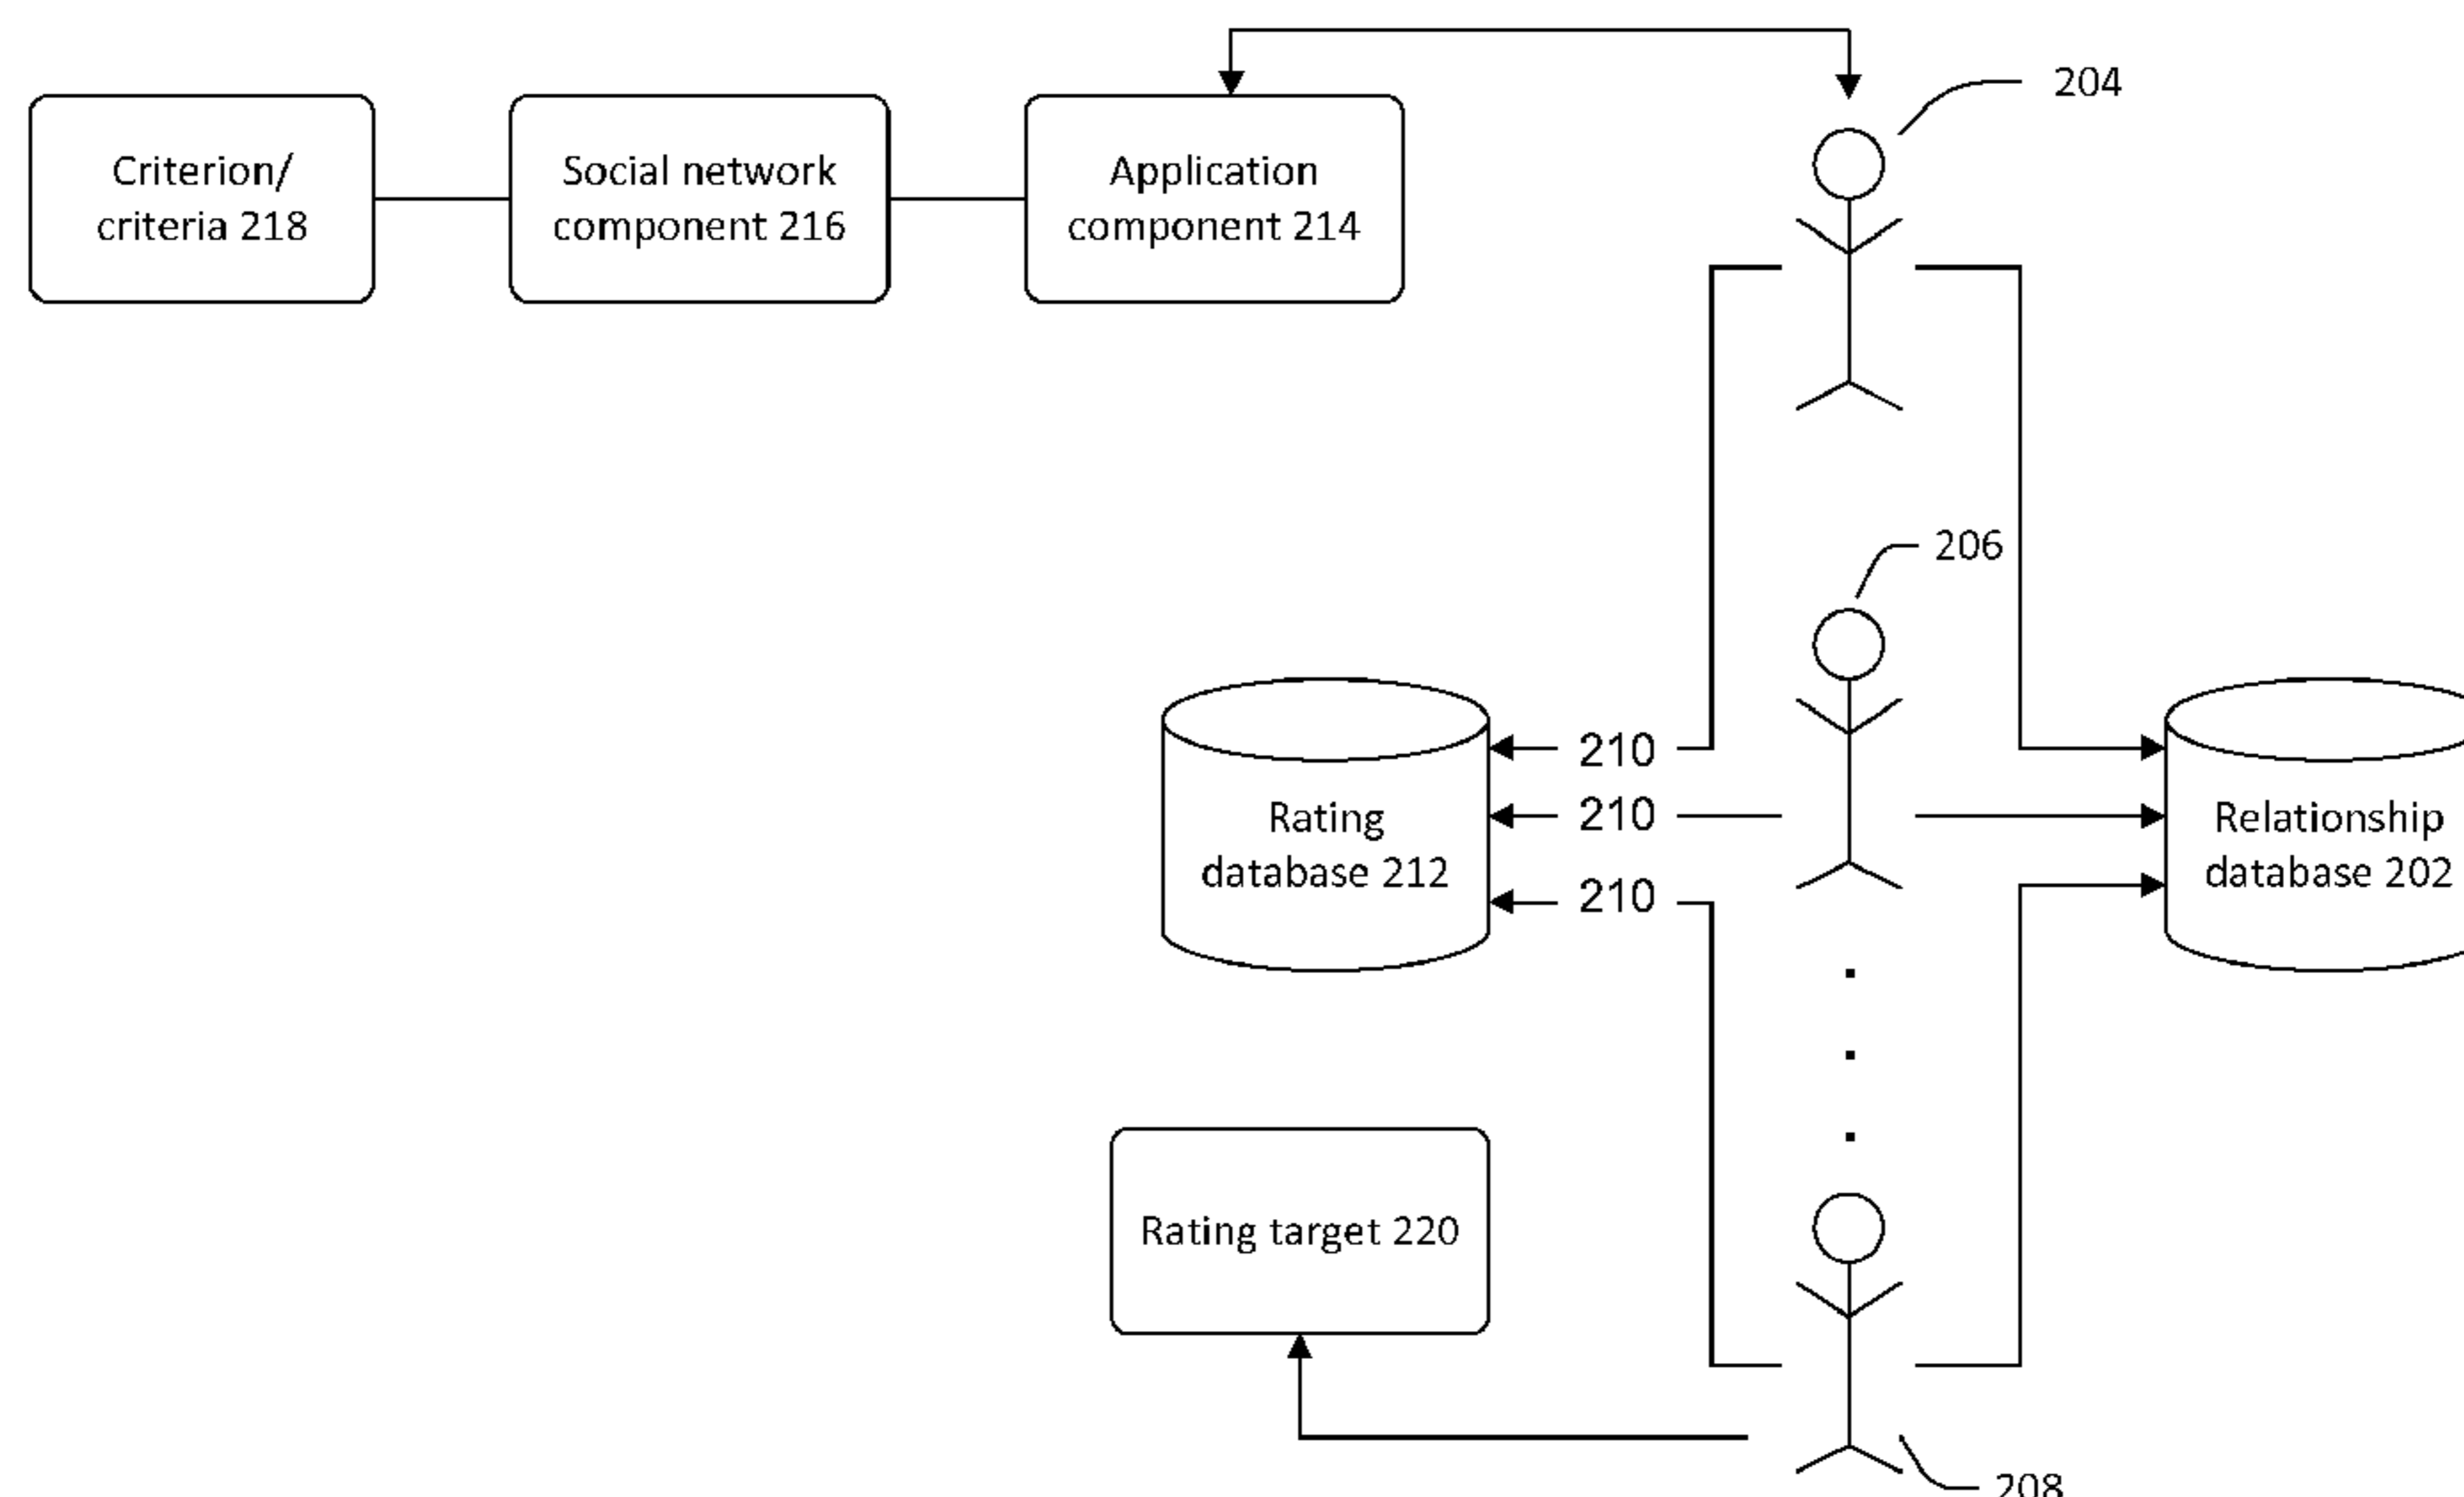 204
Criterion/
criteria 218
Social network
component 216
Application
component 214
206
210
210
210
Rating
database 212
Relationship
database 202
Rating target 220
208